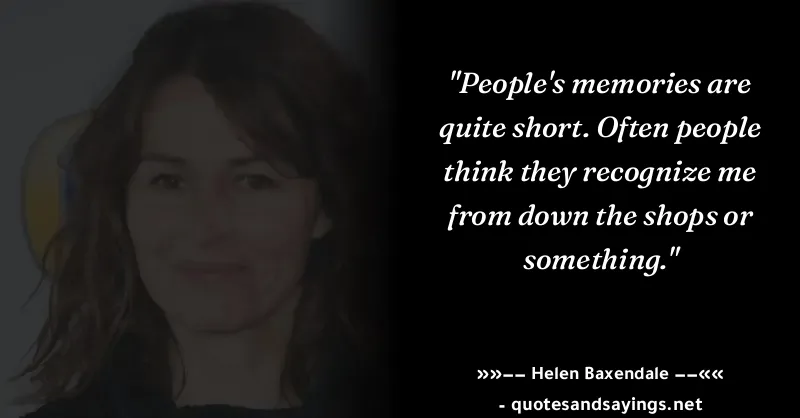 "People's memories are
quite short. Often people
think they recognize me
from down the shops or
something."
»»—— Helen Baxendale ——««
- quotesandsayings.net